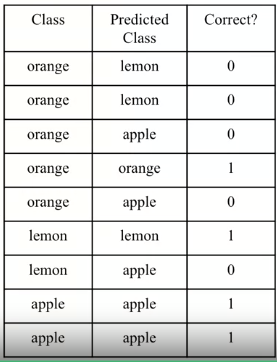 Class Predicted Class Correct?
orange lemon 0
orange lemon 0
orange apple 0
orange orange 1
orange apple 0
lemon lemon 1
lemon apple 0
apple apple 1
apple apple 1